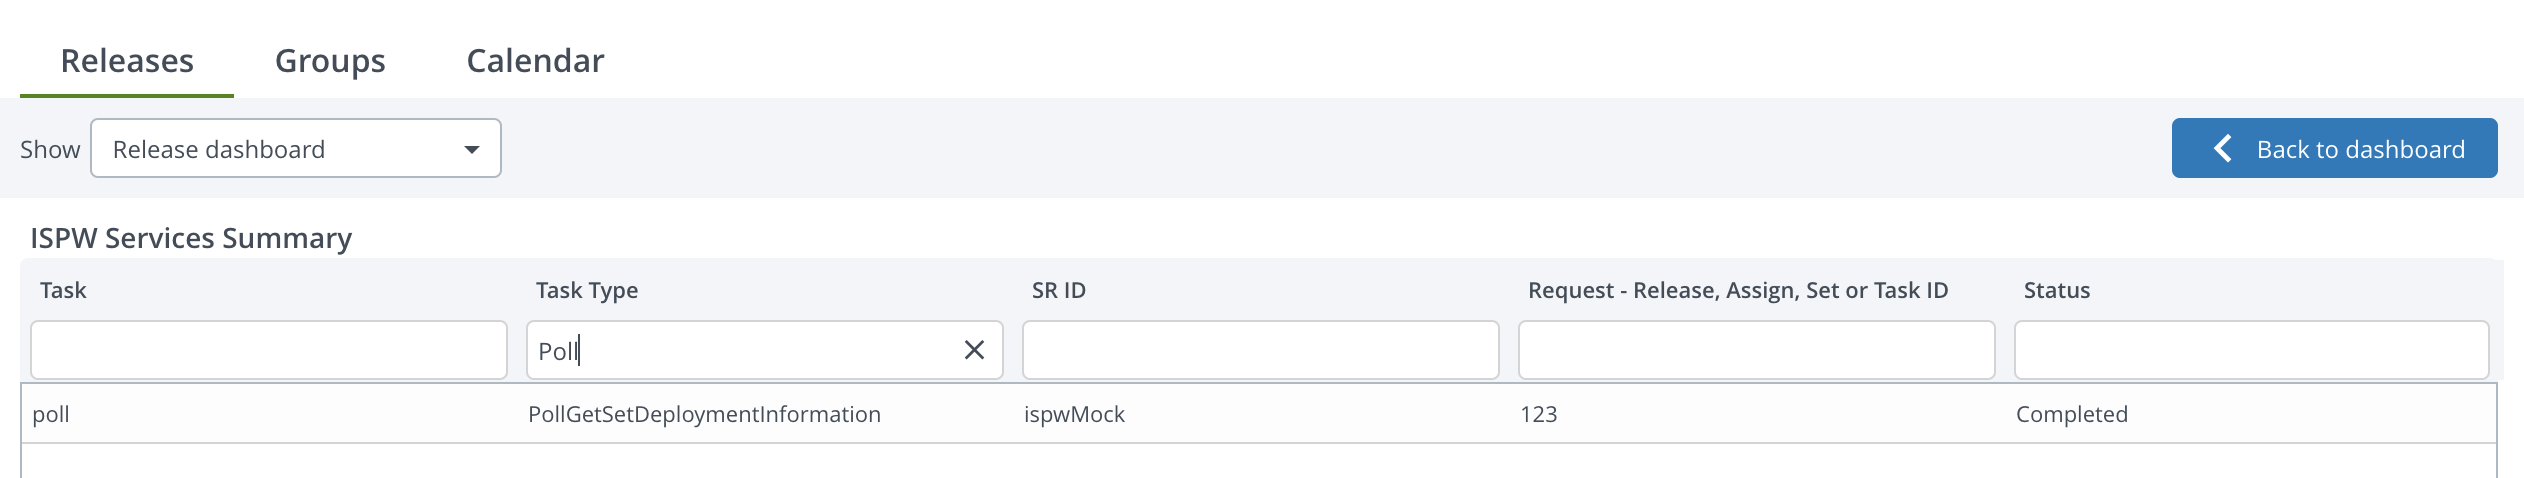 Releases Groups Calendar
Show Release dashboard Back to dashboard
ISPW Services Summary
Task Task Type SR ID Request - Release, Assign, Set or Task ID Status
Poll
poll PollGetSetDeploymentInformation ispwMock 123 Completed